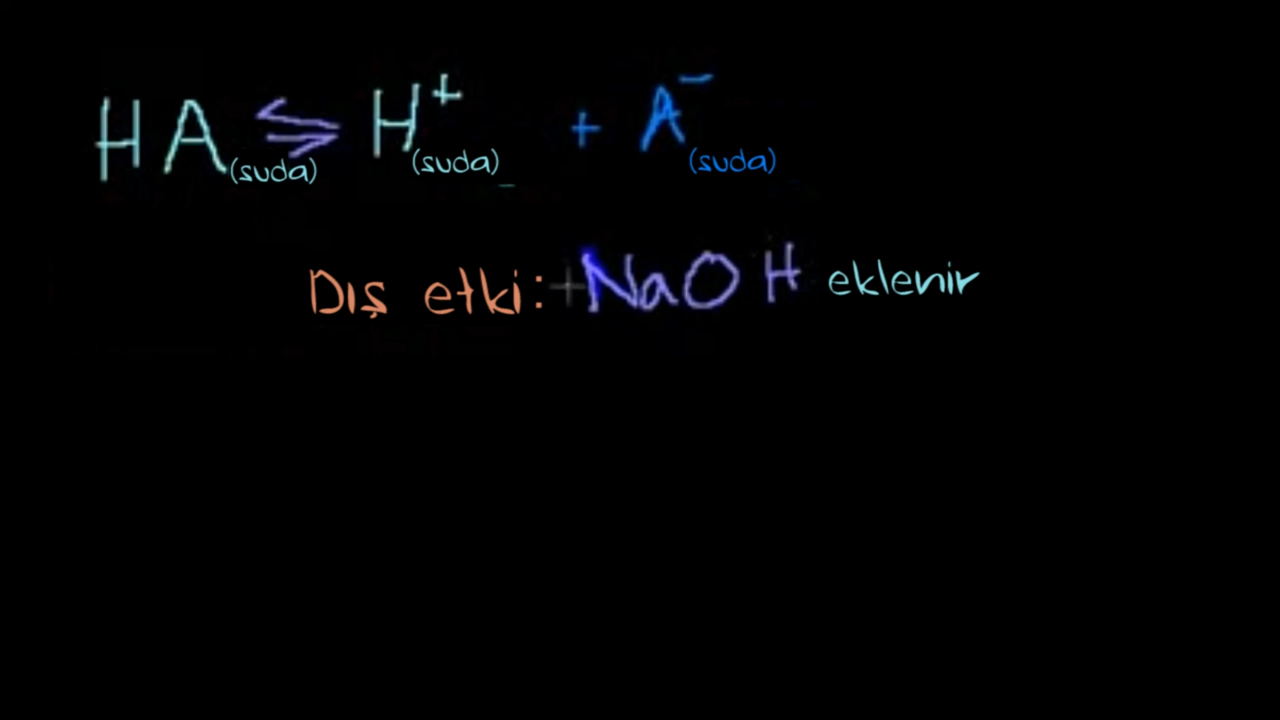 HA(suda) ⇌ H⁺(suda) + A⁻(suda)
Dış etki: +NaOH eklenir